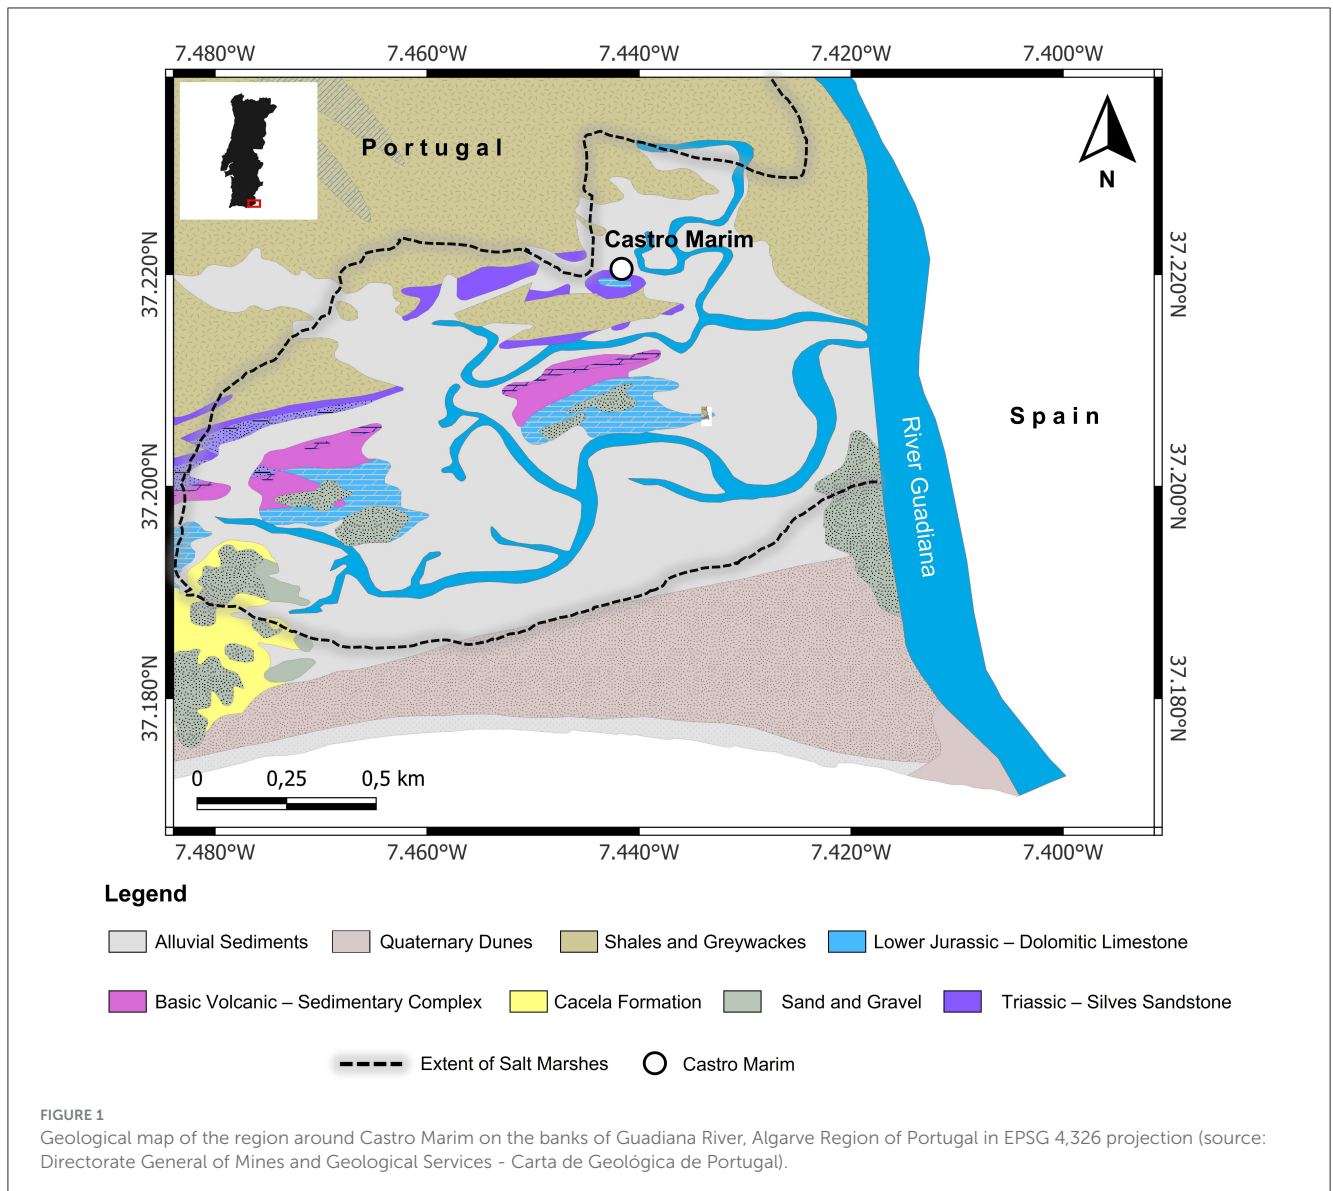 7.480°W 7.460°W 7.440°W 7.420°W 7.400°W
Portugal
N
Castro Marim
37.220°N
37.220°N
Spain
River Guadiana
37.200°N
37.200°N
37.180°N
37.180°N
0 0,25 0,5 km
7.480°W 7.460°W 7.440°W 7.420°W 7.400°W
Legend
Alluvial Sediments Quaternary Dunes Shales and Greywackes Lower Jurassic – Dolomitic Limestone
Basic Volcanic – Sedimentary Complex Cacela Formation Sand and Gravel Triassic – Silves Sandstone
Extent of Salt Marshes Castro Marim
FIGURE 1
Geological map of the region around Castro Marim on the banks of Guadiana River, Algarve Region of Portugal in EPSG 4,326 projection (source:
Directorate General of Mines and Geological Services - Carta de Geológica de Portugal).